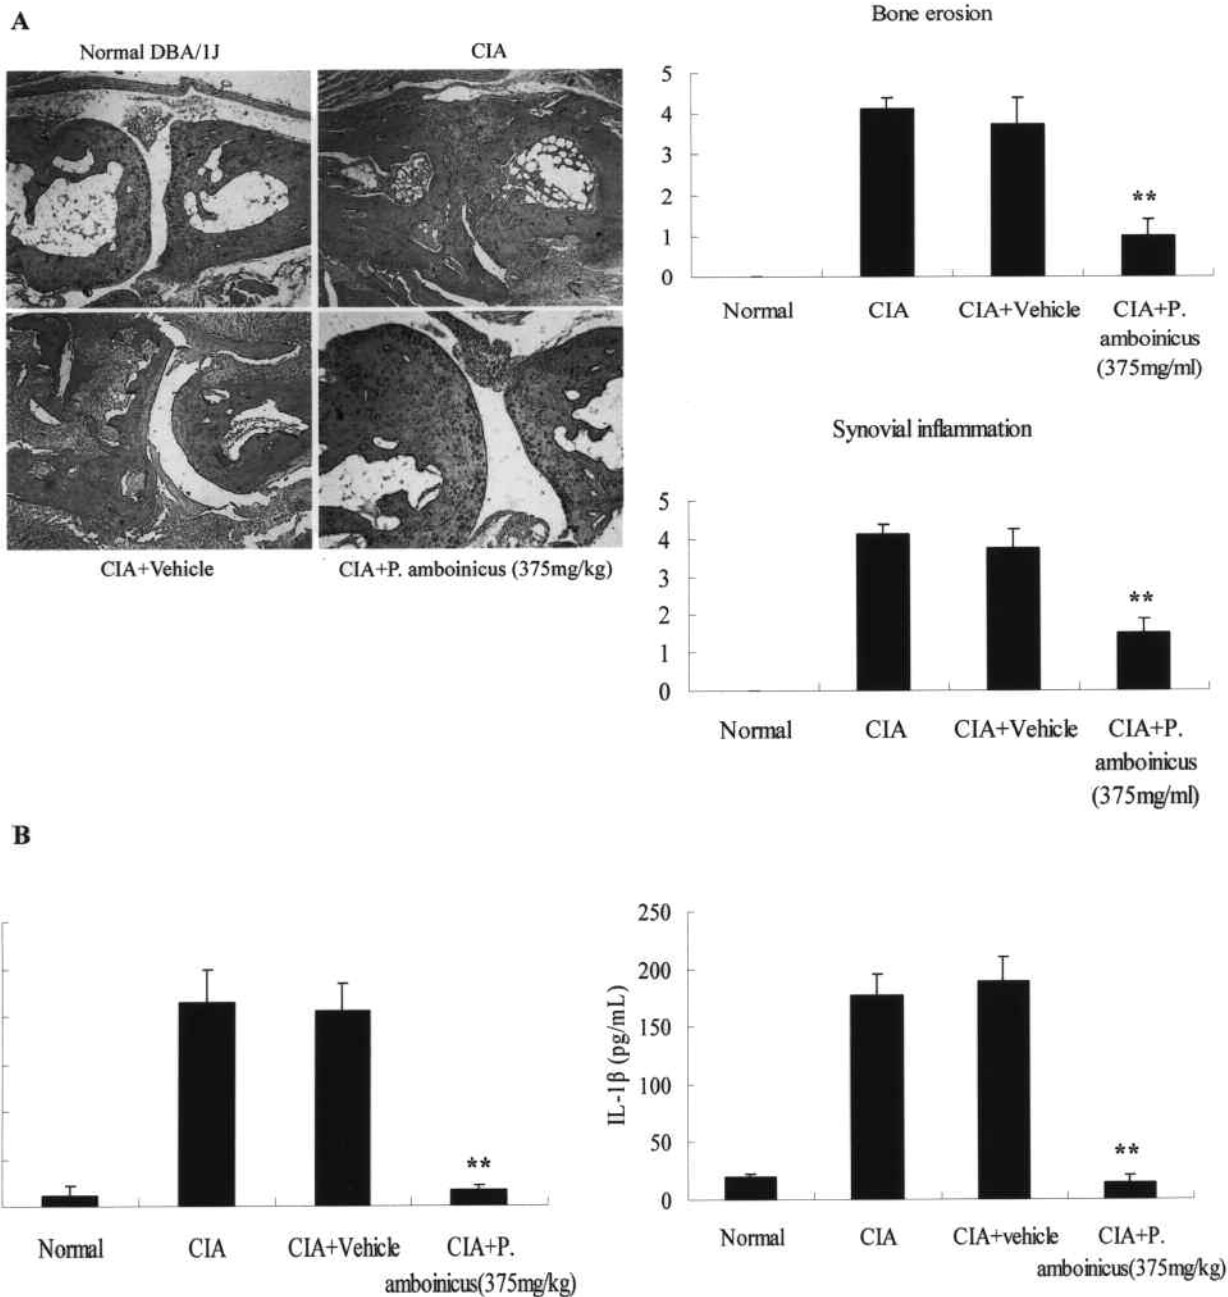 A
Normal DBA/1J
CIA
CIA+Vehicle
CIA+P. amboinicus (375mg/kg)
Bone erosion
5
4
3
2
1
0
**
Normal
CIA
CIA+Vehicle
CIA+P.
amboinicus
(375mg/ml)
Synovial inflammation
5
4
3
2
1
0
**
Normal
CIA
CIA+Vehicle
CIA+P.
amboinicus
(375mg/ml)
B
**
Normal
CIA
CIA+Vehicle
CIA+P.
amboinicus(375mg/kg)
IL-1β (pg/mL)
250
200
150
100
50
0
**
Normal
CIA
CIA+vehicle
CIA+P.
amboinicus(375mg/kg)